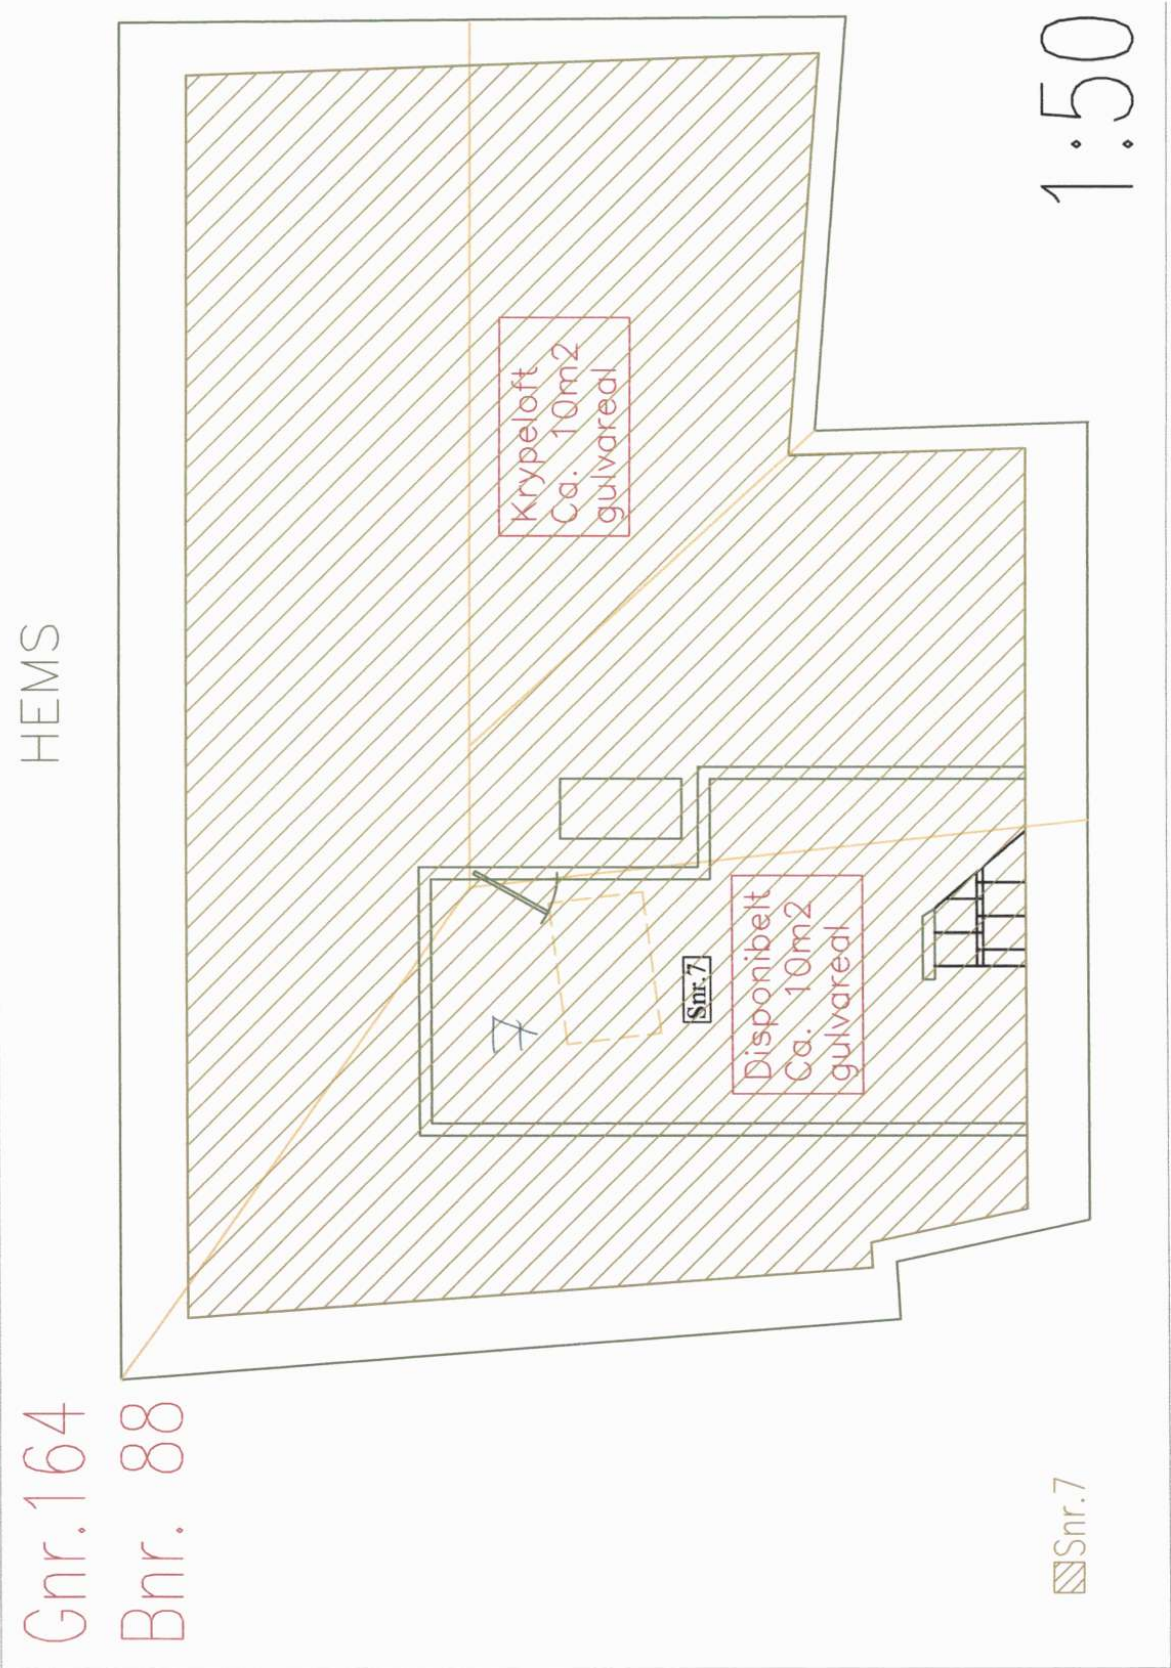 Gnr.164
Bnr. 88
HEMS
Krypeloft
Ca. 10m2
gulvareal
7
Snr.7
Disponibelt
Ca. 10m2
gulvareal
Snr.7
1:50